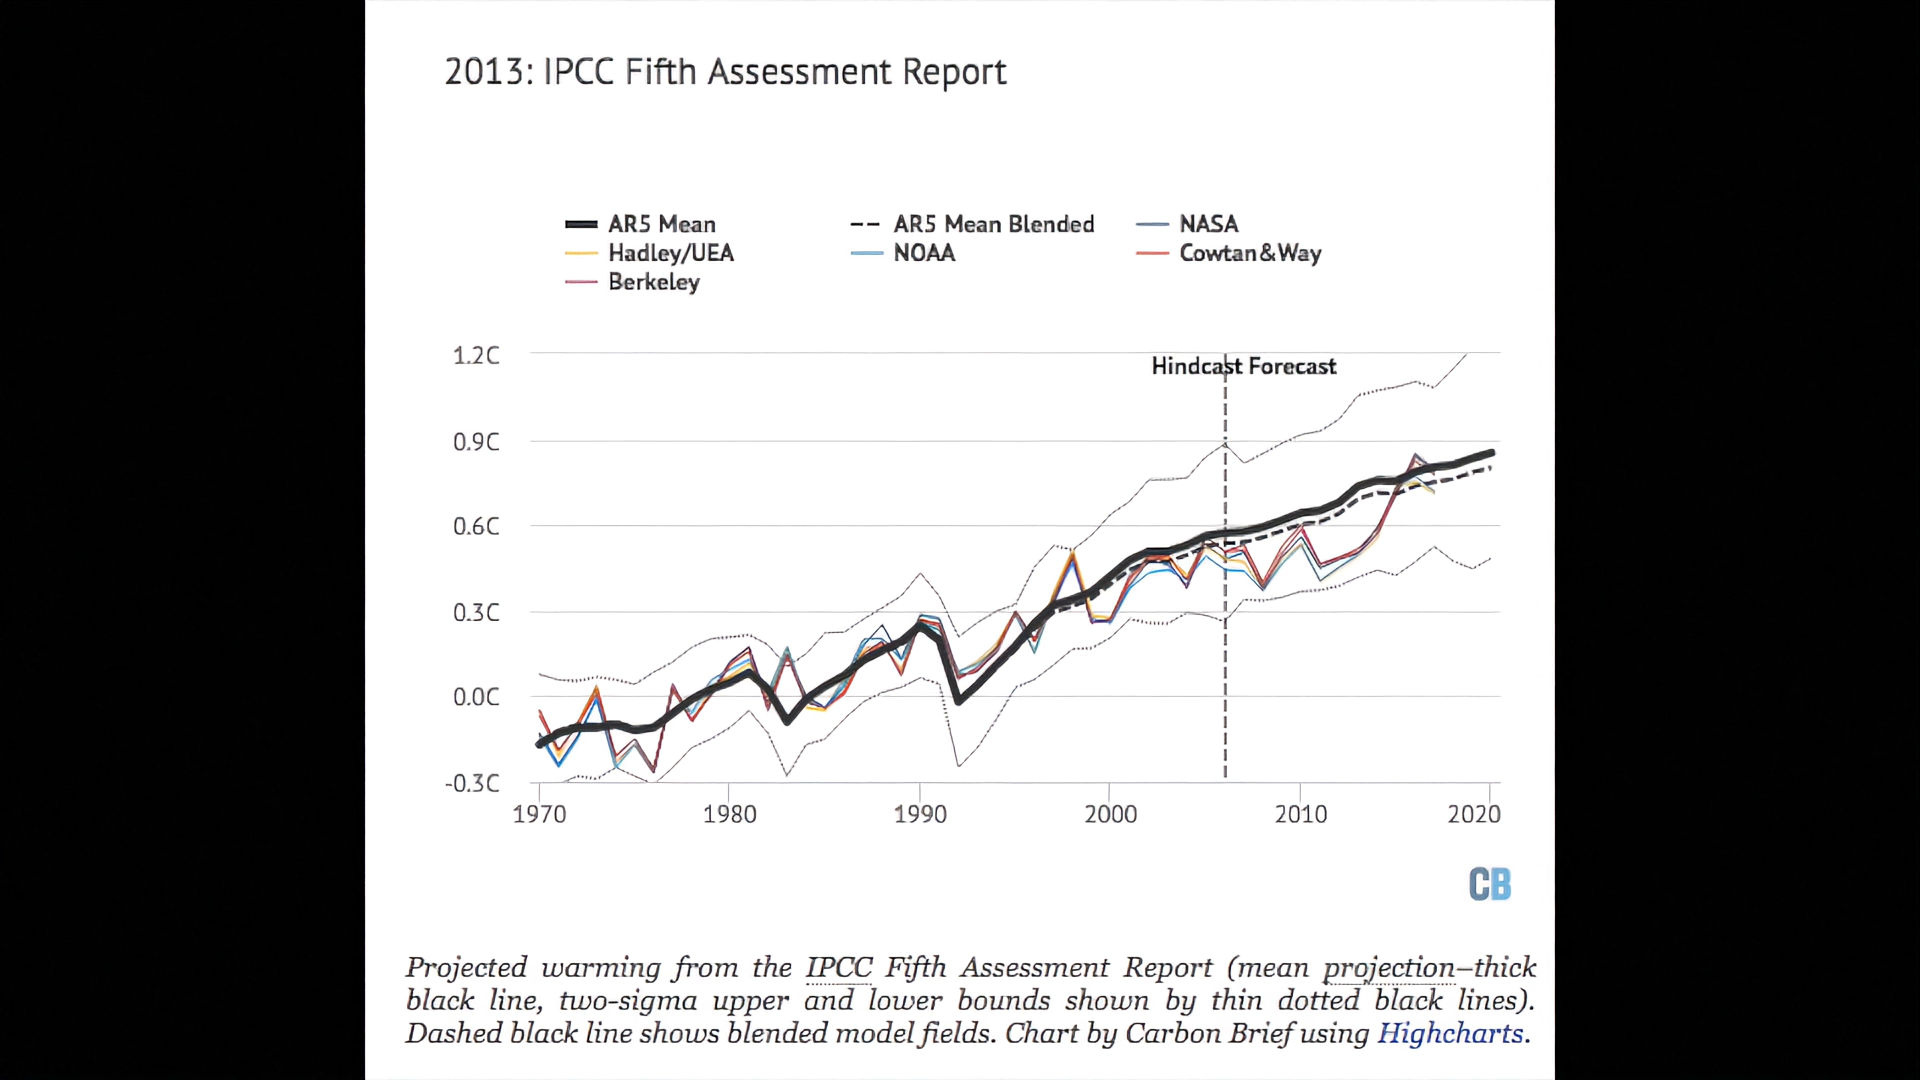 2013: IPCC Fifth Assessment Report
AR5 Mean
AR5 Mean Blended
NASA
Hadley/UEA
NOAA
Cowtan&Way
Berkeley
1.2C
Hindcast Forecast
0.9C
0.6C
0.3C
0.0C
-0.3C
1970 1980 1990 2000 2010 2020
CB
Projected warming from the IPCC Fifth Assessment Report (mean projection–thick
black line, two-sigma upper and lower bounds shown by thin dotted black lines).
Dashed black line shows blended model fields. Chart by Carbon Brief using Highcharts.